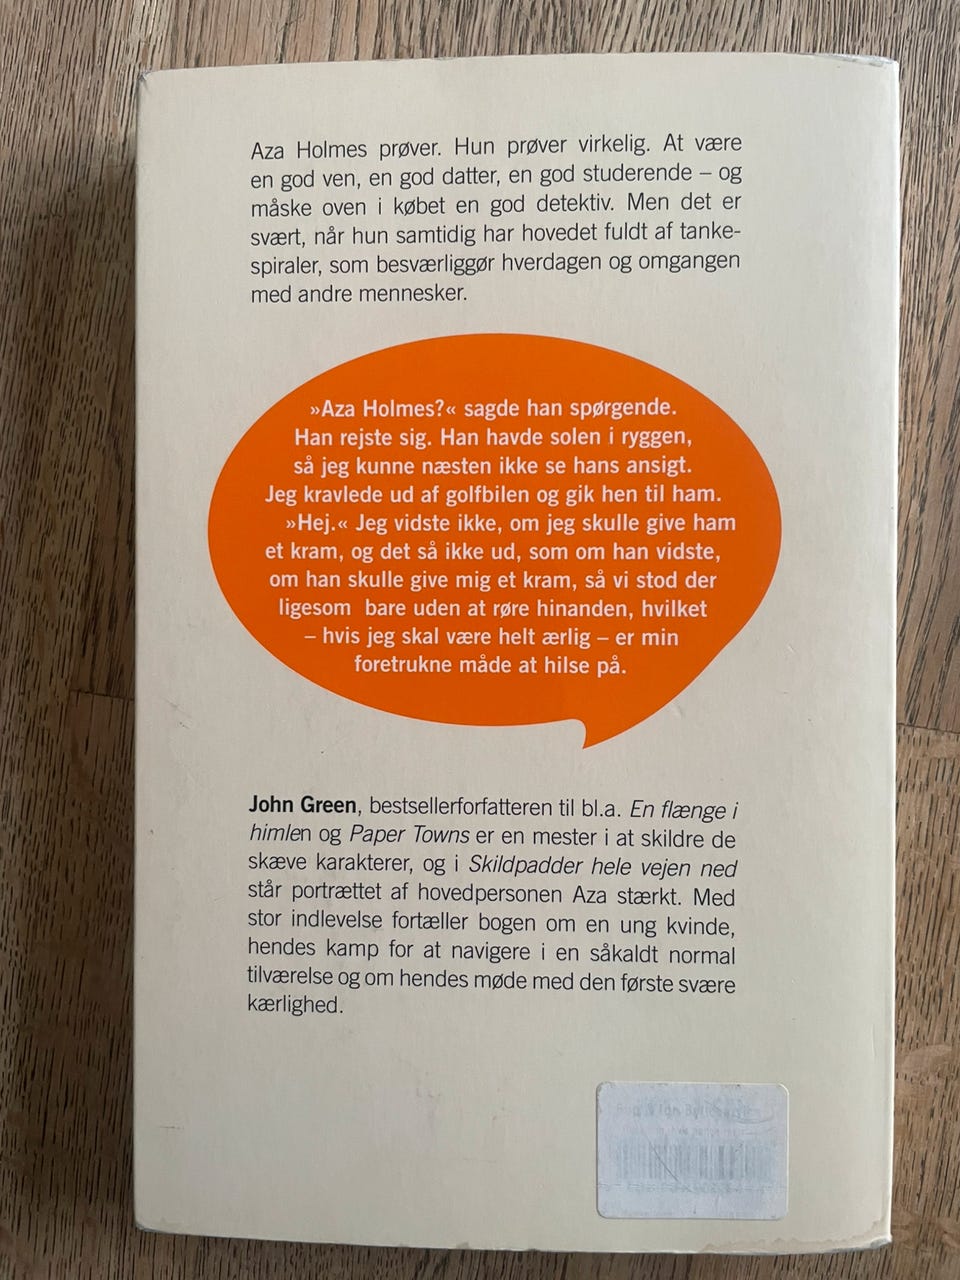 Aza Holmes prøver. Hun prøver virkelig. At være
en god ven, en god datter, en god studerende – og
måske oven i købet en god detektiv. Men det er
svært, når hun samtidig har hovedet fuldt af tanke-
spiraler, som besværliggør hverdagen og omgangen
med andre mennesker.
»Aza Holmes?« sagde han spørgende.
Han rejste sig. Han havde solen i ryggen,
så jeg kunne næsten ikke se hans ansigt.
Jeg kravlede ud af golfbilen og gik hen til ham.
»Hej.« Jeg vidste ikke, om jeg skulle give ham
et kram, og det så ikke ud, som om han vidste,
om han skulle give mig et kram, så vi stod der
ligesom bare uden at røre hinanden, hvilket
– hvis jeg skal være helt ærlig – er min
foretrukne måde at hilse på.
John Green, bestsellerforfatteren til bl.a. En flænge i
himlen og Paper Towns er en mester i at skildre de
skæve karakterer, og i Skildpadder hele vejen ned
står portrættet af hovedpersonen Aza stærkt. Med
stor indlevelse fortæller bogen om en ung kvinde,
hendes kamp for at navigere i en såkaldt normal
tilværelse og om hendes møde med den første svære
kærlighed.